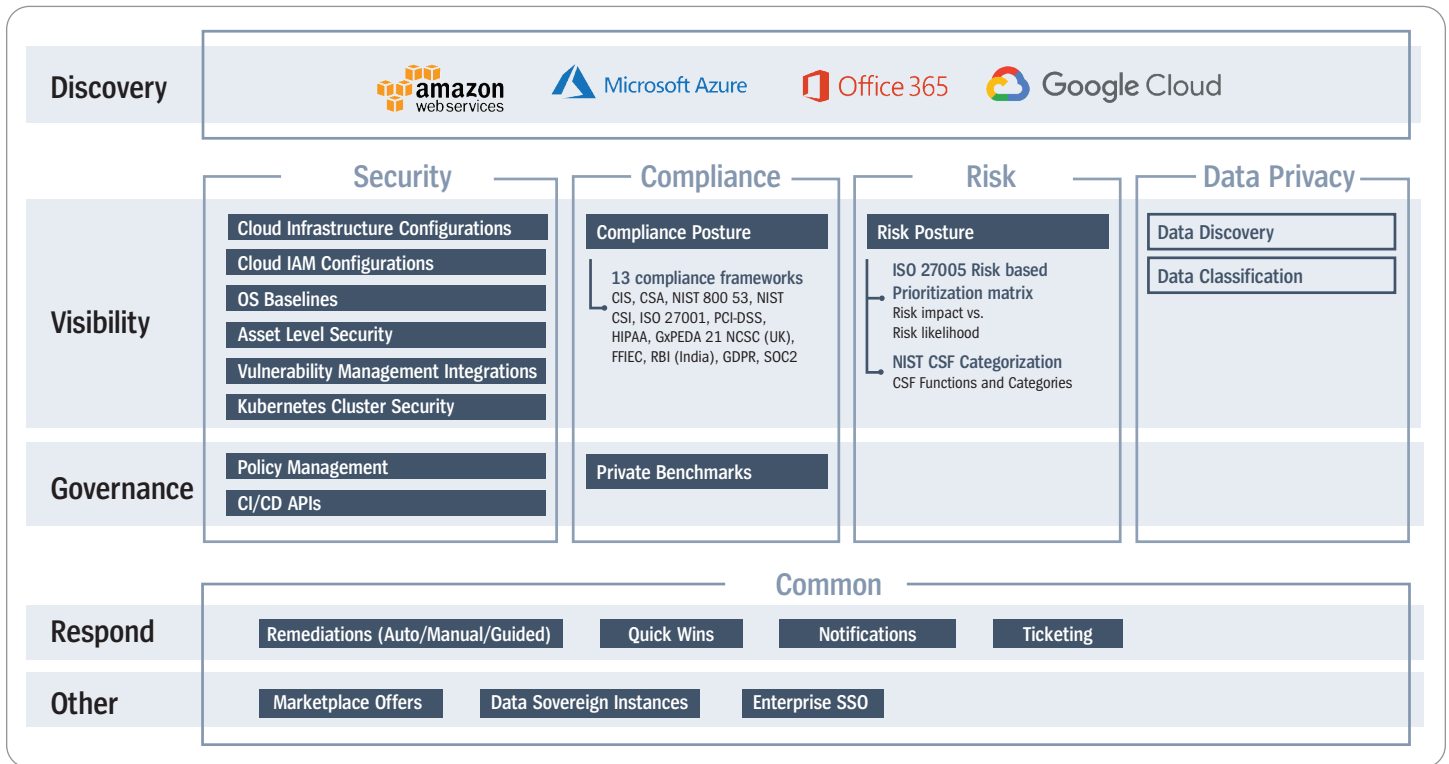 Discovery
amazon
webservices
Microsoft Azure
Office 365
Google Cloud
Security
Compliance
Risk
Data Privacy
Visibility
Cloud Infrastructure Configurations
Cloud IAM Configurations
OS Baselines
Asset Level Security
Vulnerability Management Integrations
Kubernetes Cluster Security
Compliance Posture
13 compliance frameworks
CIS, CSA, NIST 800 53, NIST
CSI, ISO 27001, PCI-DSS,
HIPAA, GxPEDA 21 NCSC (UK),
FFIEC, RBI (India), GDPR, SOC2
Risk Posture
ISO 27005 Risk based
Prioritization matrix
Risk impact vs.
Risk likelihood
NIST CSF Categorization
CSF Functions and Categories
Data Discovery
Data Classification
Governance
Policy Management
CI/CD APIs
Private Benchmarks
Common
Respond
Remediations (Auto/Manual/Guided)
Quick Wins
Notifications
Ticketing
Other
Marketplace Offers
Data Sovereign Instances
Enterprise SSO